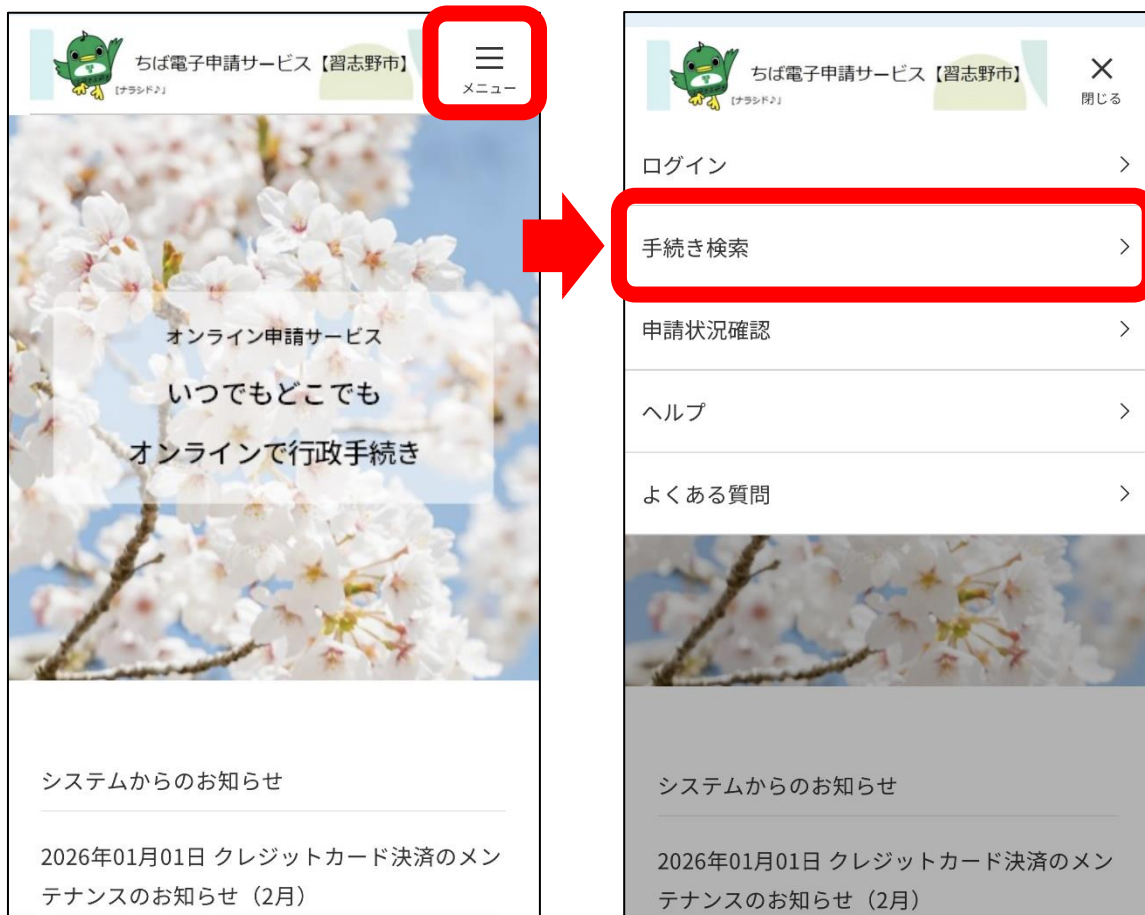 ちば電子申請サービス【習志野市】
[ナラシド♪]
メニュー
オンライン申請サービス
いつでもどこでも
オンラインで行政手続き
システムからのお知らせ
2026年01月01日 クレジットカード決済のメン
テナンスのお知らせ（2月）
ちば電子申請サービス【習志野市】
[ナラシド♪]
閉じる
ログイン
手続き検索
申請状況確認
ヘルプ
よくある質問
システムからのお知らせ
2026年01月01日 クレジットカード決済のメン
テナンスのお知らせ（2月）